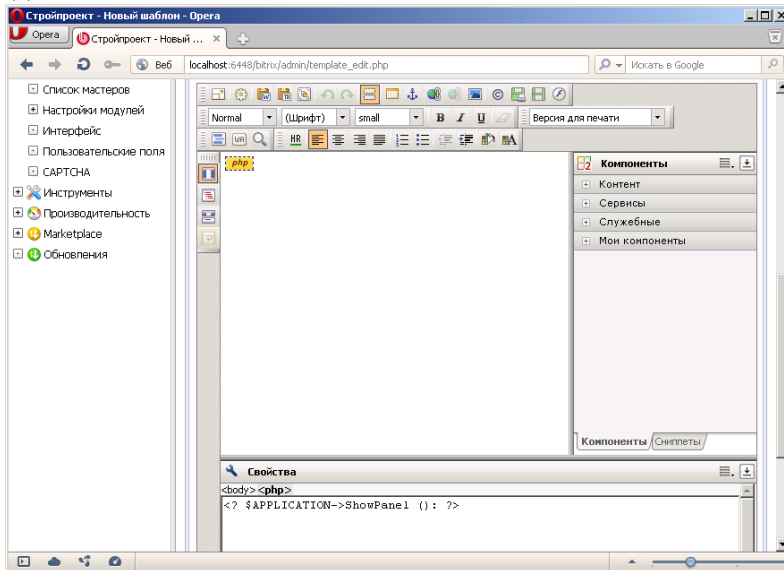 Стройпроект - Новый шаблон - Opera
Opera
Стройпроект - Новый ...
Веб
localhost:6448/bitrix/admin/template_edit.php
Искать в Google
Список мастеров
Настройки модулей
Интерфейс
Пользовательские поля
CAPTCHA
Инструменты
Производительность
Marketplace
Обновления
Normal
(Шрифт)
small
B I U
Версия для печати
HR
php
Компоненты
Контент
Сервисы
Служебные
Мои компоненты
Компоненты
Сниппеты
Свойства
<body><php>
<? $APPLICATION->ShowPanel (): ?>